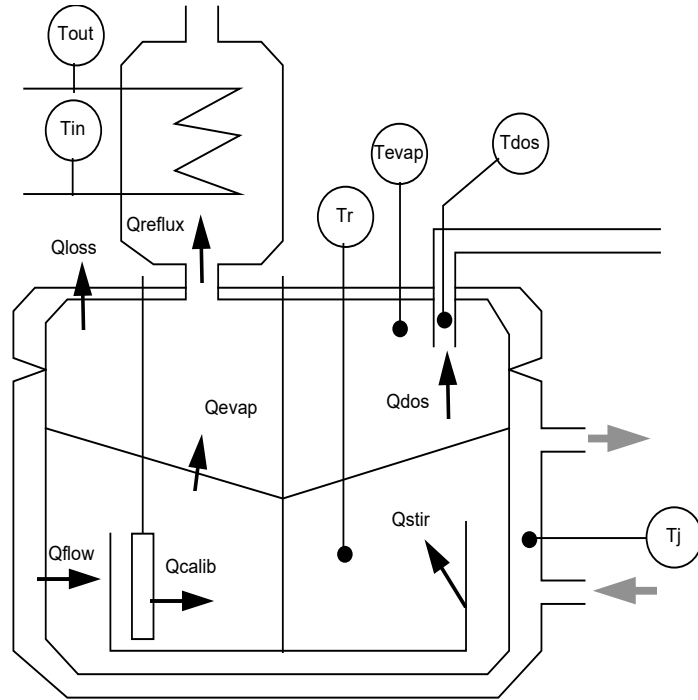 Tout
Tin
Tevap
Tdos
Tr
Qreflux
Qloss
Qevap
Qdos
Qstir
Qflow
Qcalib
Tj